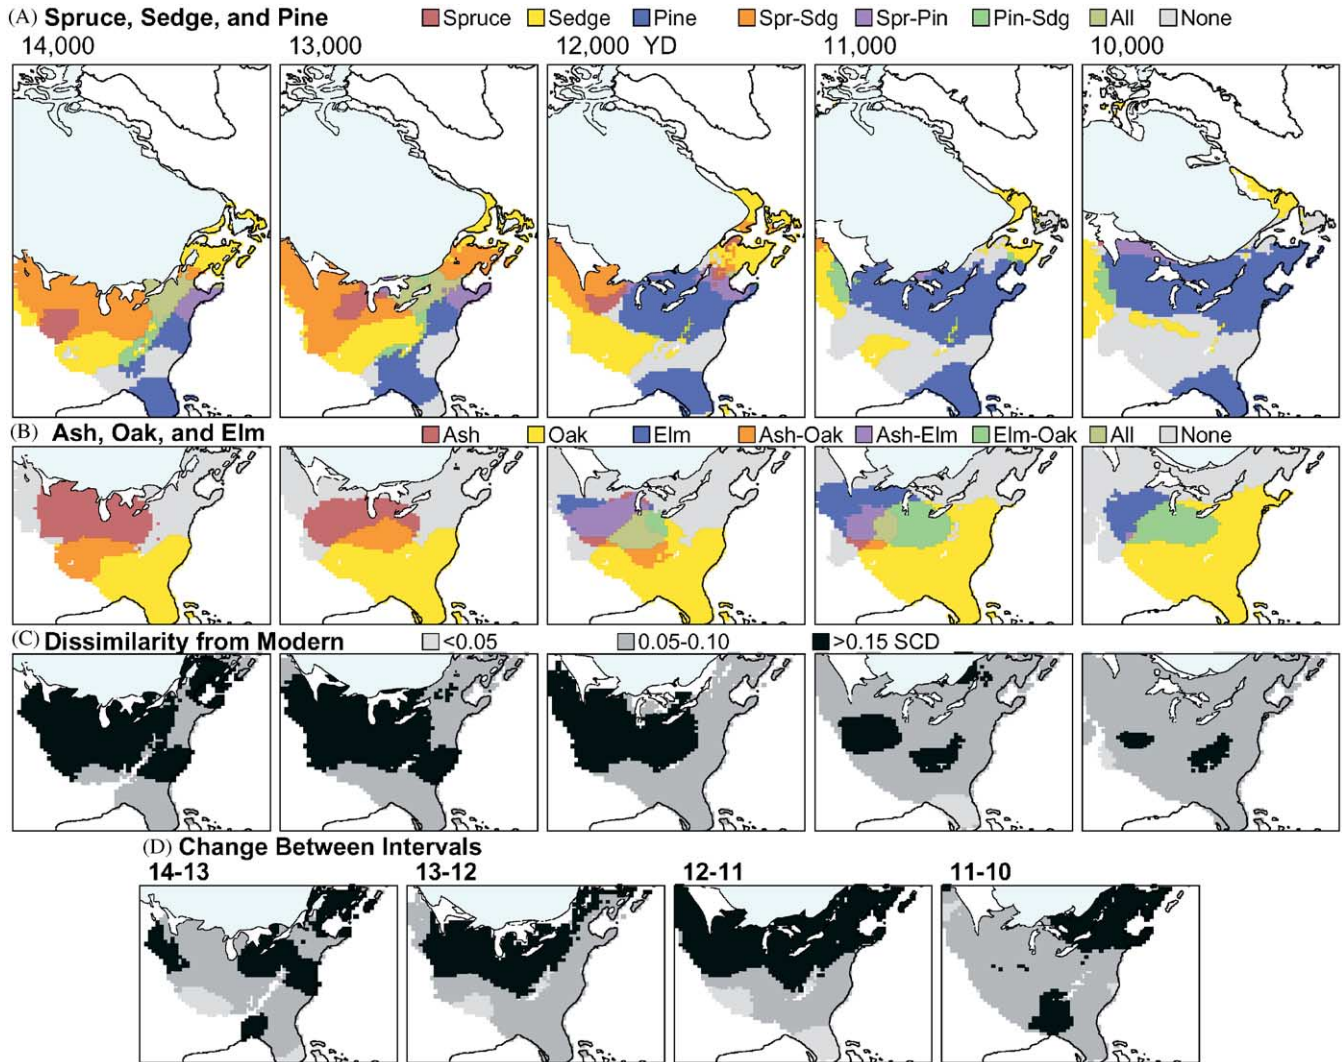 (A) Spruce, Sedge, and Pine Spruce Sedge Pine Spr-Sdg Spr-Pin Pin-Sdg All None
14,000 13,000 12,000 YD 11,000 10,000
(B) Ash, Oak, and Elm Ash Oak Elm Ash-Oak Ash-Elm Elm-Oak All None
(C) Dissimilarity from Modern <0.05 0.05-0.10 >0.15 SCD
(D) Change Between Intervals
14-13 13-12 12-11 11-10